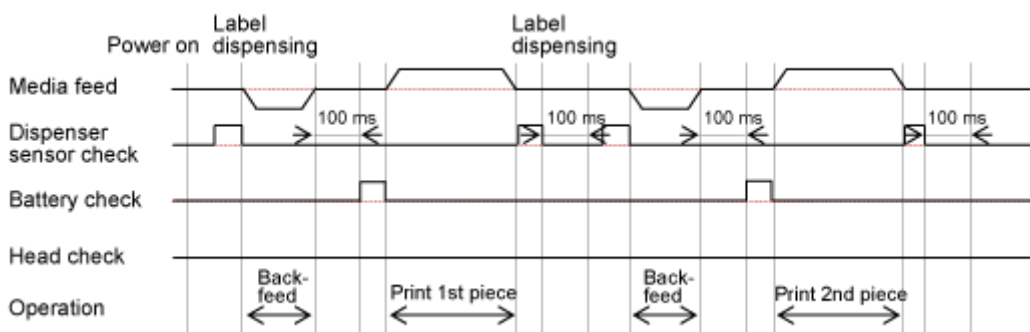 Label
dispensing
Label
dispensing
Power on
Media feed
100 ms
100 ms
100 ms
100 ms
Dispenser
sensor check
Battery check
Head check
Operation
Back-
feed
Print 1st piece
Back-
feed
Print 2nd piece